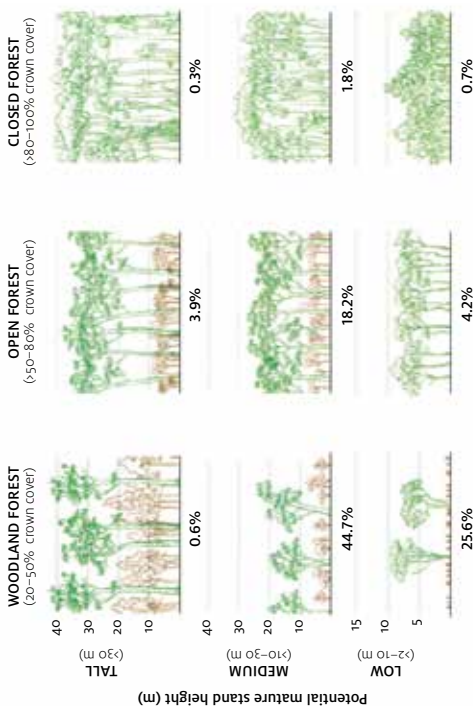 WOODLAND FOREST
(20–50% crown cover)
OPEN FOREST
(>50–80% crown cover)
CLOSED FOREST
(>80–100% crown cover)
Potential mature stand height (m)
TALL
(>30 m)
40
30
20
10
0.6%
3.9%
0.3%
MEDIUM
(>10–30 m)
40
30
20
10
44.7%
18.2%
1.8%
LOW
(>2–10 m)
15
10
5
25.6%
4.2%
0.7%